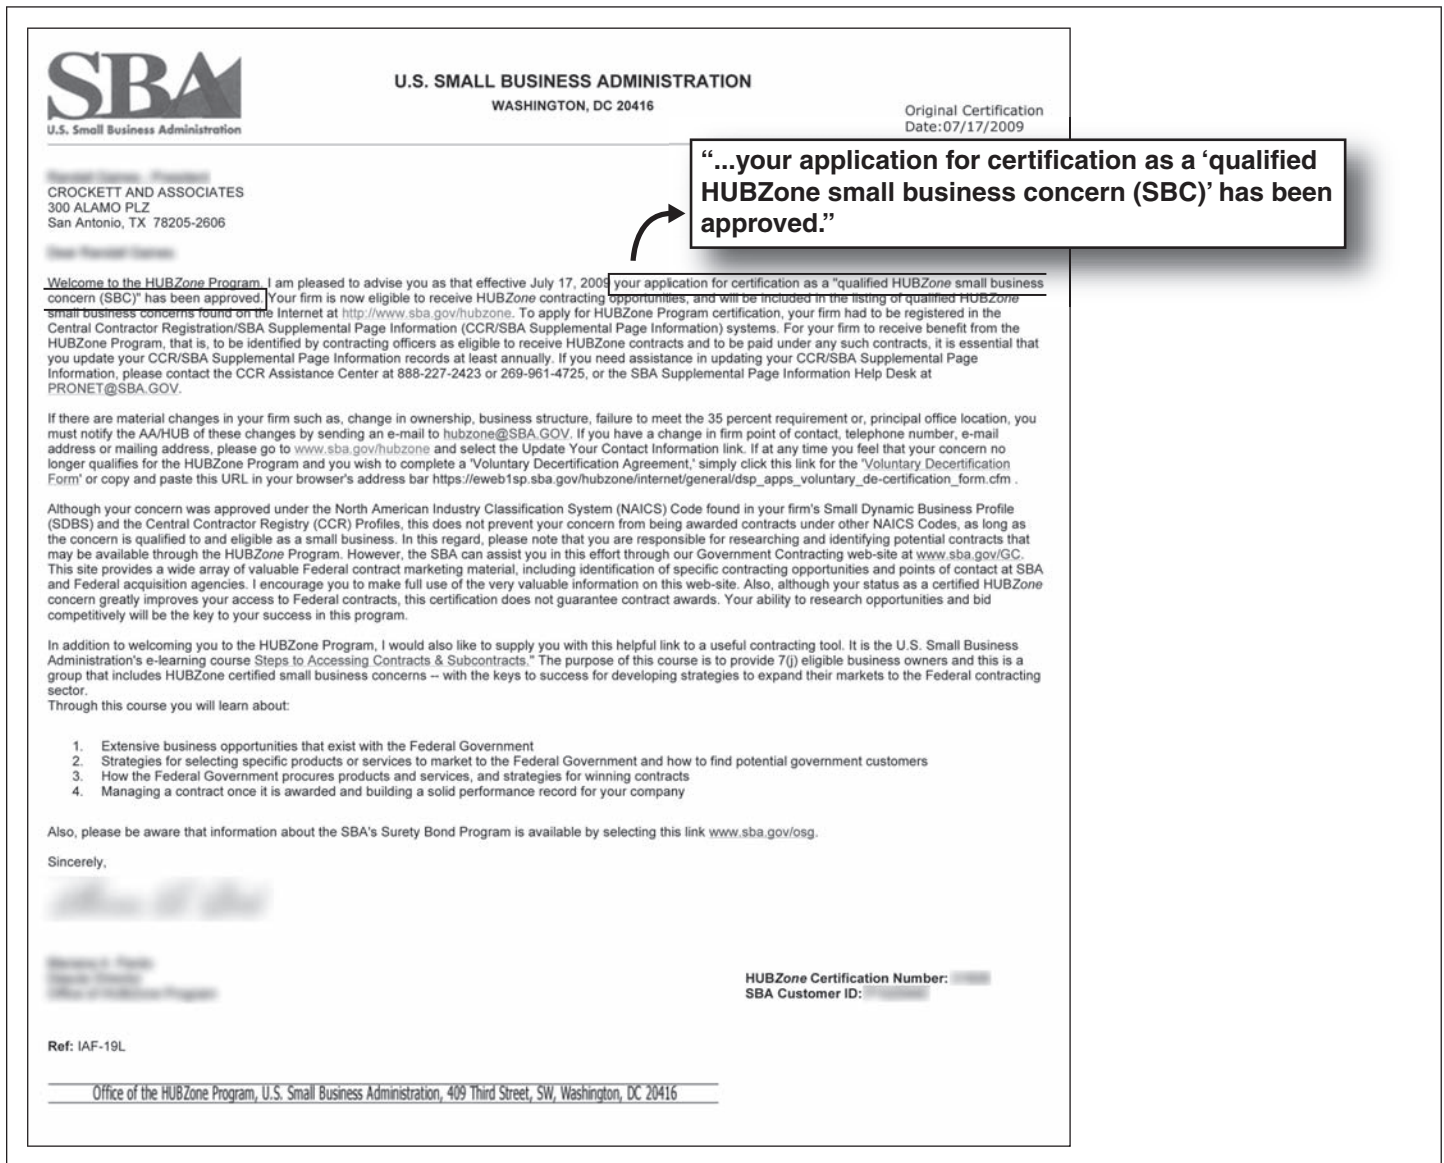 SBA
U.S. Small Business Administration
U.S. SMALL BUSINESS ADMINISTRATION
WASHINGTON, DC 20416
Original Certification
Date:07/17/2009
“...your application for certification as a ‘qualified
HUBZone small business concern (SBC)’ has been
approved.”
CROCKETT AND ASSOCIATES
300 ALAMO PLZ
San Antonio, TX 78205-2606
Welcome to the HUBZone Program. I am pleased to advise you as that effective July 17, 2009 your application for certification as a "qualified HUBZone small business
concern (SBC)" has been approved. Your firm is now eligible to receive HUBZone contracting opportunities, and will be included in the listing of qualified HUBZone
small business concerns found on the Internet at http://www.sba.gov/hubzone. To apply for HUBZone Program certification, your firm had to be registered in the
Central Contractor Registration/SBA Supplemental Page Information (CCR/SBA Supplemental Page Information) systems. For your firm to receive benefit from the
HUBZone Program, that is, to be identified by contracting officers as eligible to receive HUBZone contracts and to be paid under any such contracts, it is essential that
you update your CCR/SBA Supplemental Page Information records at least annually. If you need assistance in updating your CCR/SBA Supplemental Page
Information, please contact the CCR Assistance Center at 888-227-2423 or 269-961-4725, or the SBA Supplemental Page Information Help Desk at
PRONET@SBA.GOV.
If there are material changes in your firm such as, change in ownership, business structure, failure to meet the 35 percent requirement or, principal office location, you
must notify the AA/HUB of these changes by sending an e-mail to hubzone@SBA.GOV. If you have a change in firm point of contact, telephone number, e-mail
address or mailing address, please go to www.sba.gov/hubzone and select the Update Your Contact Information link. If at any time you feel that your concern no
longer qualifies for the HUBZone Program and you wish to complete a 'Voluntary Decertification Agreement,' simply click this link for the 'Voluntary Decertification
Form' or copy and paste this URL in your browser's address bar https://eweb1sp.sba.gov/hubzone/internet/general/dsp_apps_voluntary_de-certification_form.cfm .
Although your concern was approved under the North American Industry Classification System (NAICS) Code found in your firm's Small Dynamic Business Profile
(SDBS) and the Central Contractor Registry (CCR) Profiles, this does not prevent your concern from being awarded contracts under other NAICS Codes, as long as
the concern is qualified to and eligible as a small business. In this regard, please note that you are responsible for researching and identifying potential contracts that
may be available through the HUBZone Program. However, the SBA can assist you in this effort through our Government Contracting web-site at www.sba.gov/GC.
This site provides a wide array of valuable Federal contract marketing material, including identification of specific contracting opportunities and points of contact at SBA
and Federal acquisition agencies. I encourage you to make full use of the very valuable information on this web-site. Also, although your status as a certified HUBZone
concern greatly improves your access to Federal contracts, this certification does not guarantee contract awards. Your ability to research opportunities and bid
competitively will be the key to your success in this program.
In addition to welcoming you to the HUBZone Program, I would also like to supply you with this helpful link to a useful contracting tool. It is the U.S. Small Business
Administration's e-learning course Steps to Accessing Contracts & Subcontracts." The purpose of this course is to provide 7(j) eligible business owners and this is a
group that includes HUBZone certified small business concerns -- with the keys to success for developing strategies to expand their markets to the Federal contracting
sector.
Through this course you will learn about:
1. Extensive business opportunities that exist with the Federal Government
2. Strategies for selecting specific products or services to market to the Federal Government and how to find potential government customers
3. How the Federal Government procures products and services, and strategies for winning contracts
4. Managing a contract once it is awarded and building a solid performance record for your company
Also, please be aware that information about the SBA's Surety Bond Program is available by selecting this link www.sba.gov/osg.
Sincerely,
HUBZone Certification Number:
SBA Customer ID:
Ref: IAF-19L
Office of the HUBZone Program, U.S. Small Business Administration, 409 Third Street, SW, Washington, DC 20416